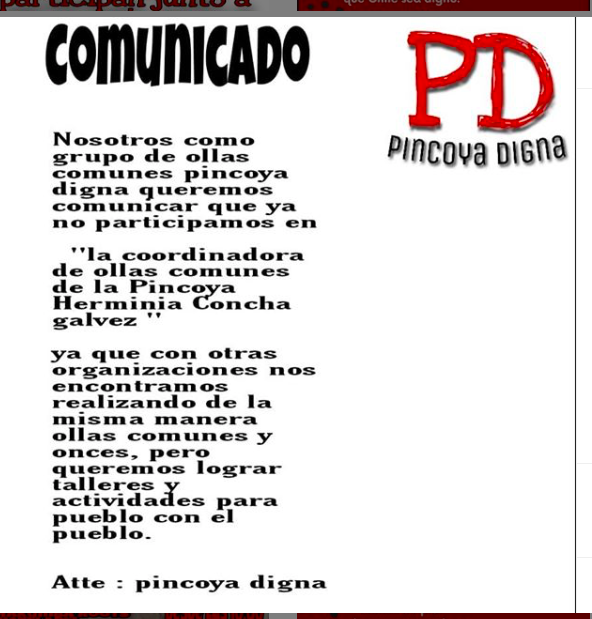 participan junto a
que Chile sea digno.
COMUNICADO
PD
PINCOYA DIGNA
Nosotros como
grupo de ollas
comunes pincoya
digna queremos
comunicar que ya
no participamos en
"la coordinadora
de ollas comunes
de la Pincoya
Herminia Concha
galvez "
ya que con otras
organizaciones nos
encontramos
realizando de la
misma manera
ollas comunes y
onces, pero
queremos lograr
talleres y
actividades para
pueblo con el
pueblo.
Atte : pincoya digna